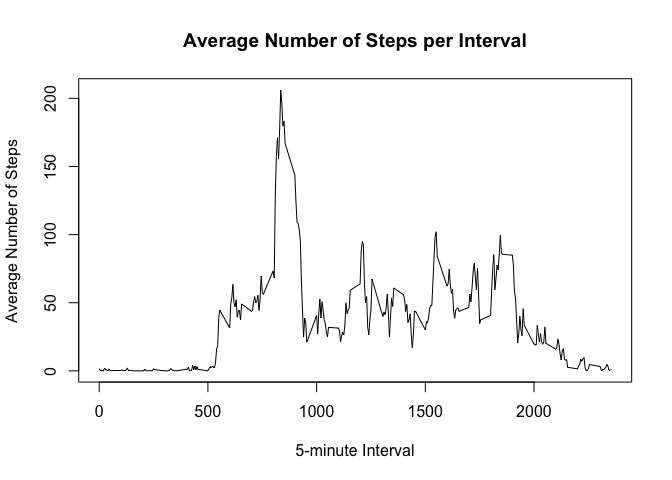 Average Number of Steps per Interval
Average Number of Steps
200
150
100
50
0
0 500 1000 1500 2000
5-minute Interval